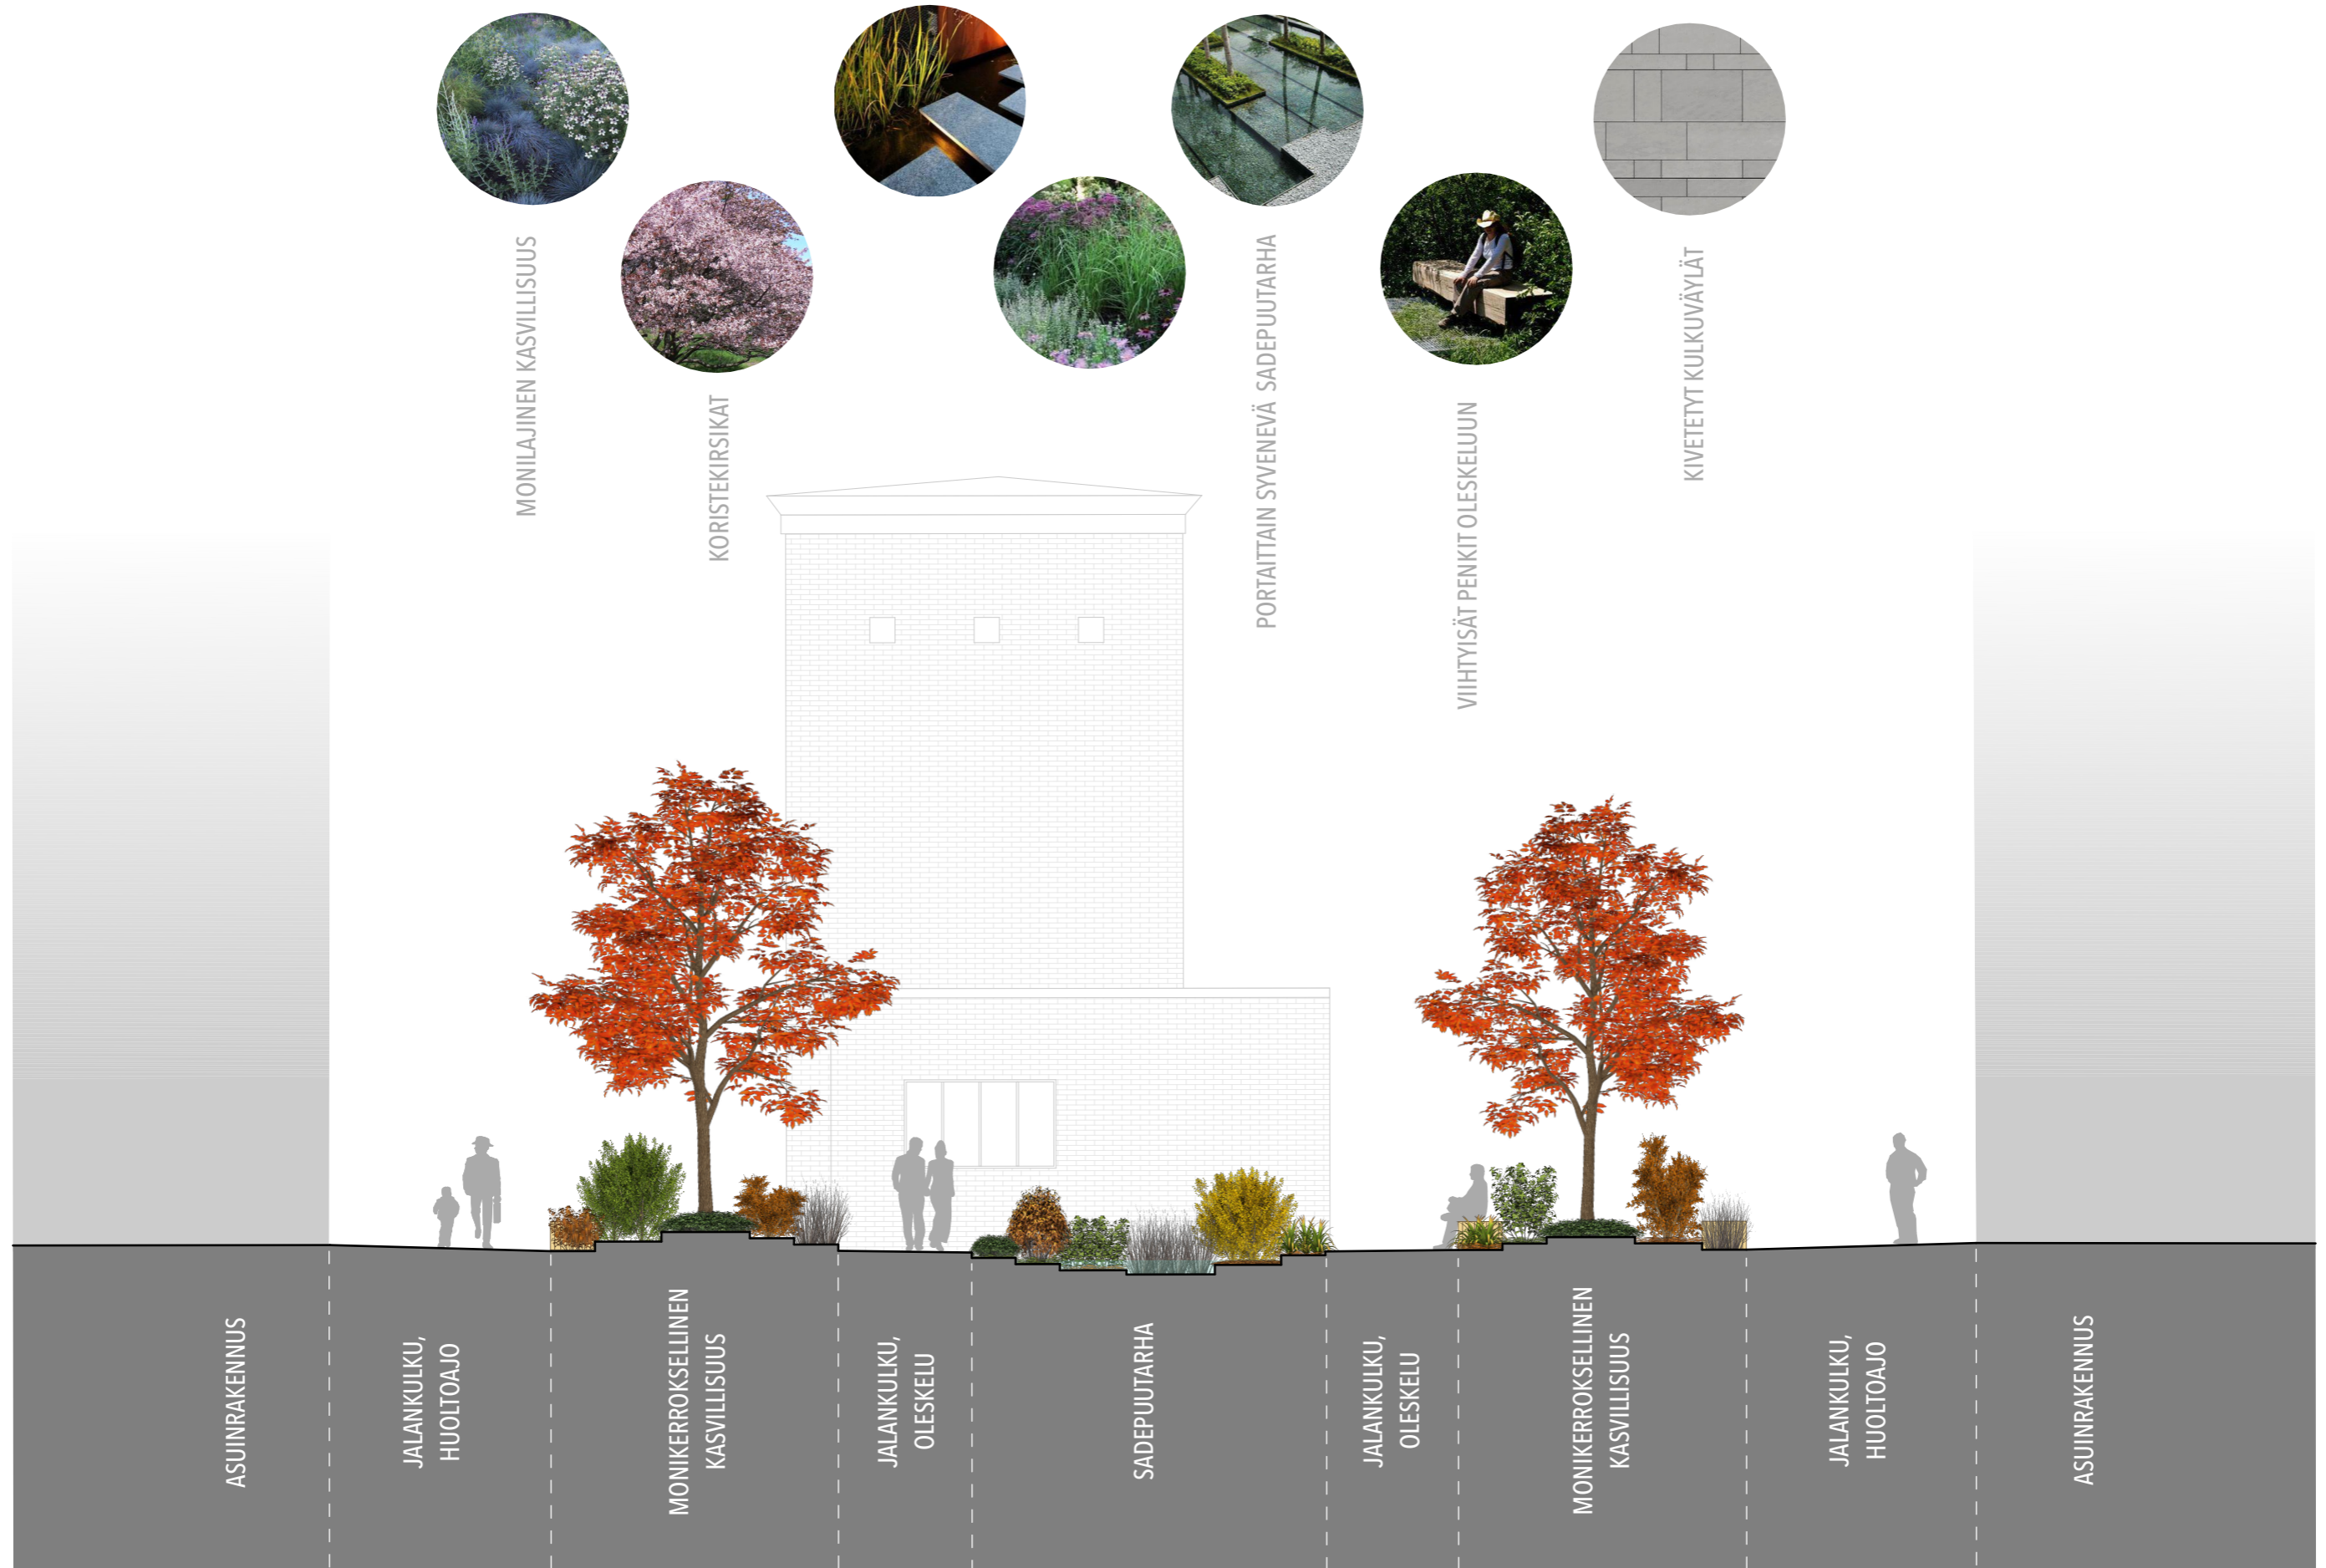 MONILAJINEN KASVILLISUUS
KORISTEKIRSIKAT
PORTAITTAIN SYVENEVÄ SADEPUUTARHA
VIIHTYISÄT PENKIT OLESKELUUN
KIVETETYT KULKUVÄYLÄT
ASUINRAKENNUS
JALANKULKU,
HUOLTOAJO
MONIKERROKSELLINEN
KASVILLISUUS
JALANKULKU,
OLESKELU
SADEPUUTARHA
JALANKULKU,
OLESKELU
MONIKERROKSELLINEN
KASVILLISUUS
JALANKULKU,
HUOLTOAJO
ASUINRAKENNUS